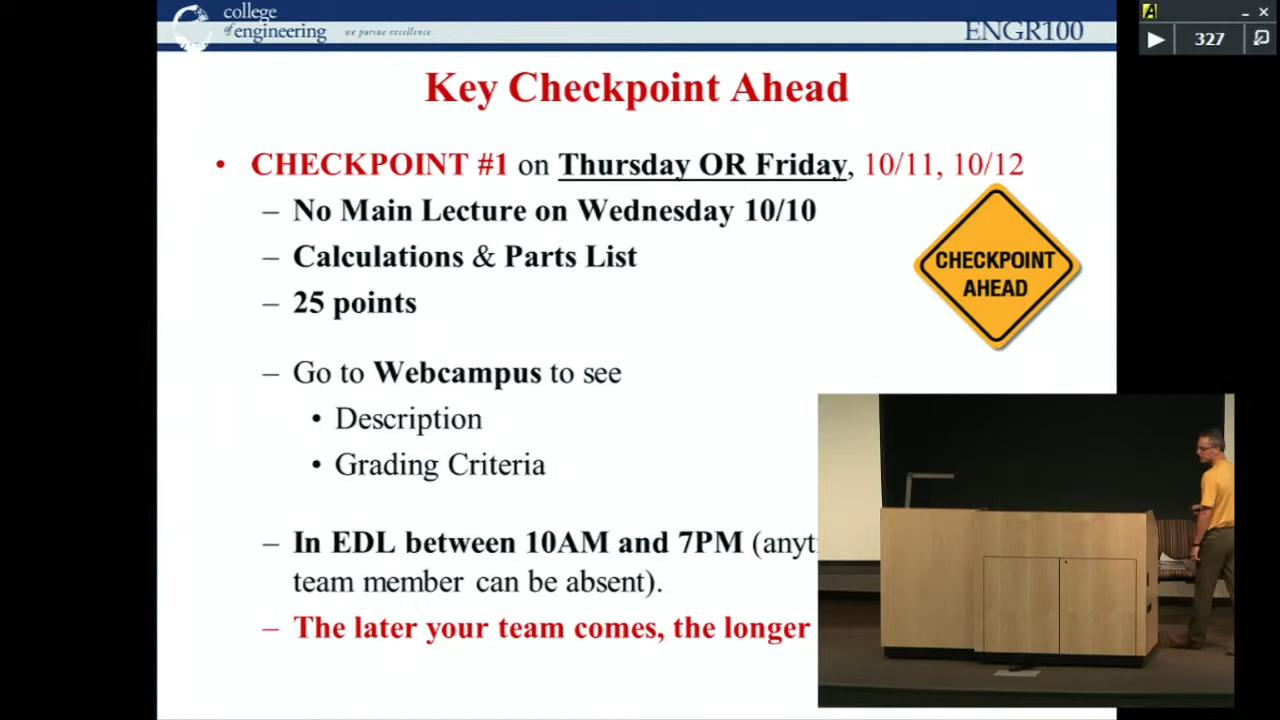 college
of engineering we pursue excellence
ENGR100
327
Key Checkpoint Ahead
• CHECKPOINT #1 on Thursday OR Friday, 10/11, 10/12
– No Main Lecture on Wednesday 10/10
– Calculations & Parts List
– 25 points
CHECKPOINT
AHEAD
– Go to Webcampus to see
• Description
• Grading Criteria
– In EDL between 10AM and 7PM (anyt
team member can be absent).
– The later your team comes, the longer